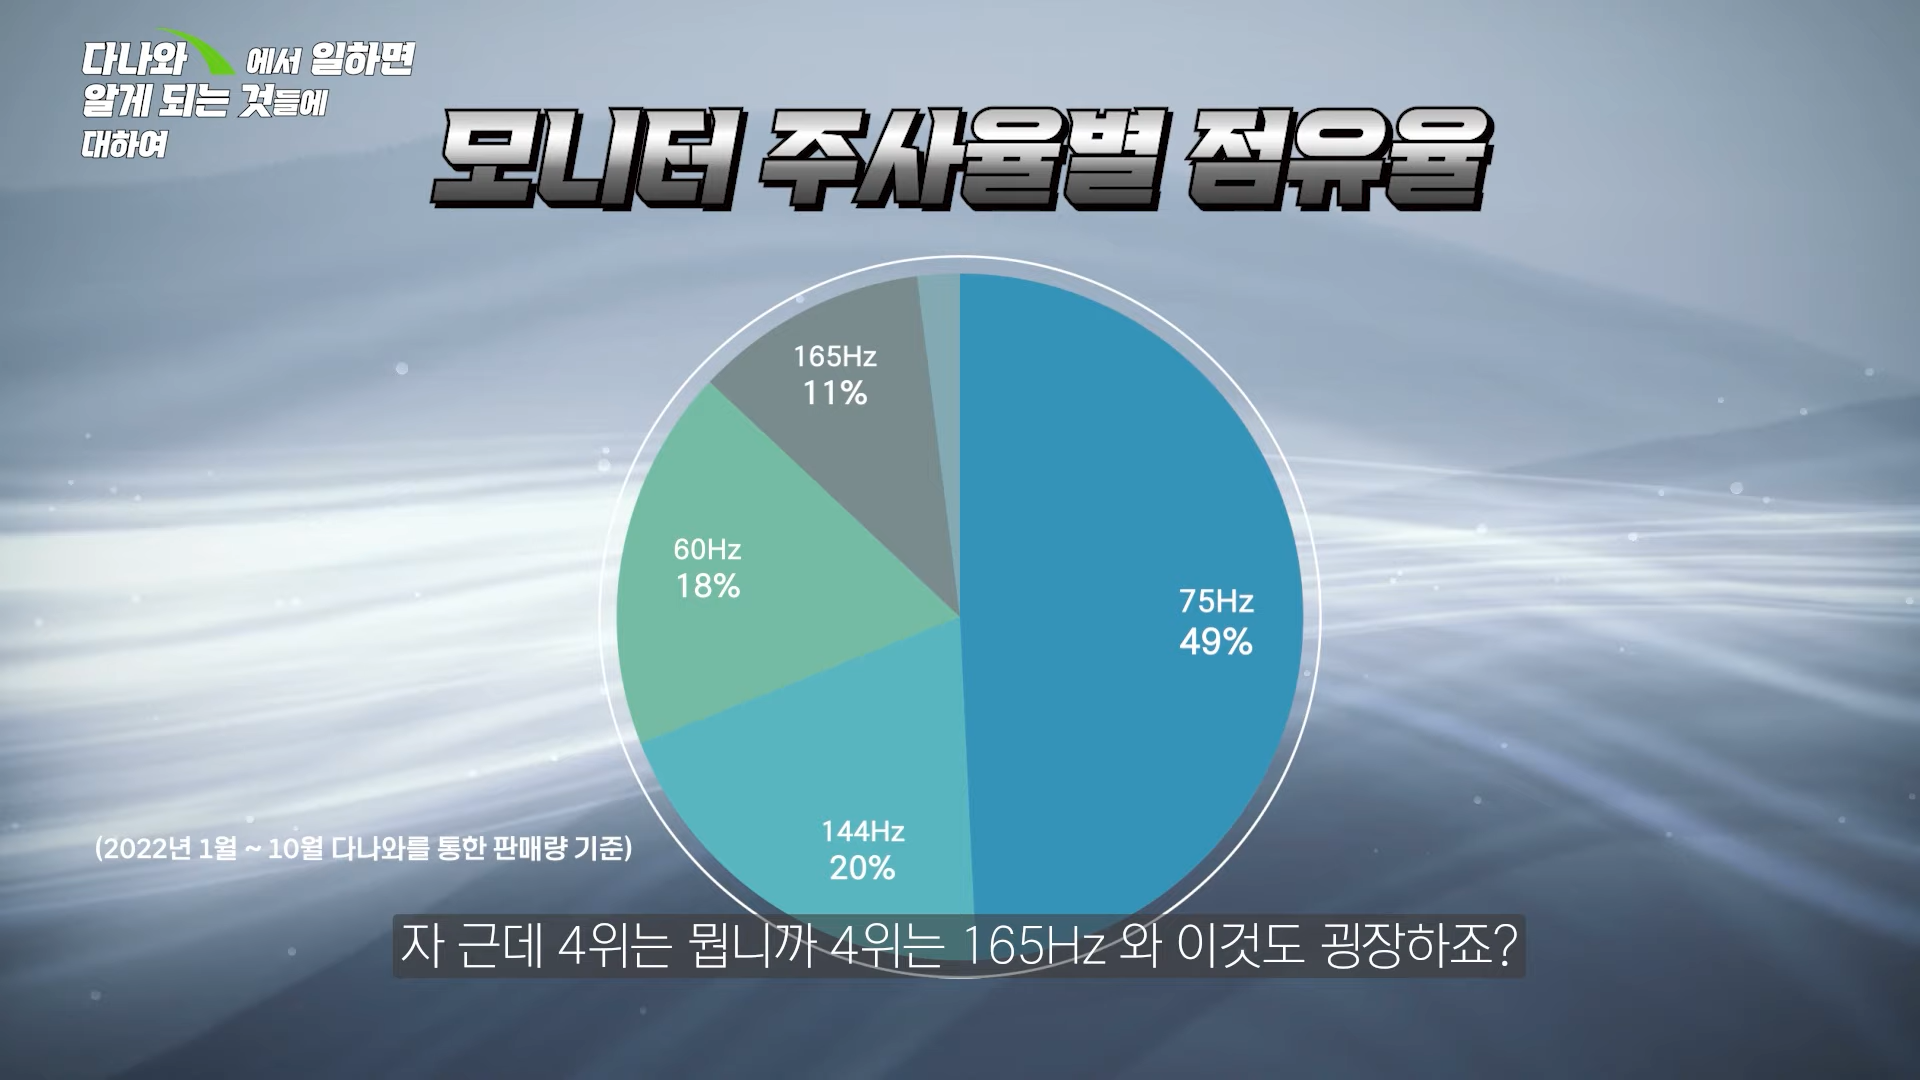 다나와 에서 일하면
알게 되는 것들에
대하여
모니터 주사율별 점유율
165Hz
11%
60Hz
18%
75Hz
49%
144Hz
20%
(2022년 1월 ~ 10월 다나와를 통한 판매량 기준)
자 근데 4위는 뭡니까 4위는 165Hz 와 이것도 굉장하죠?